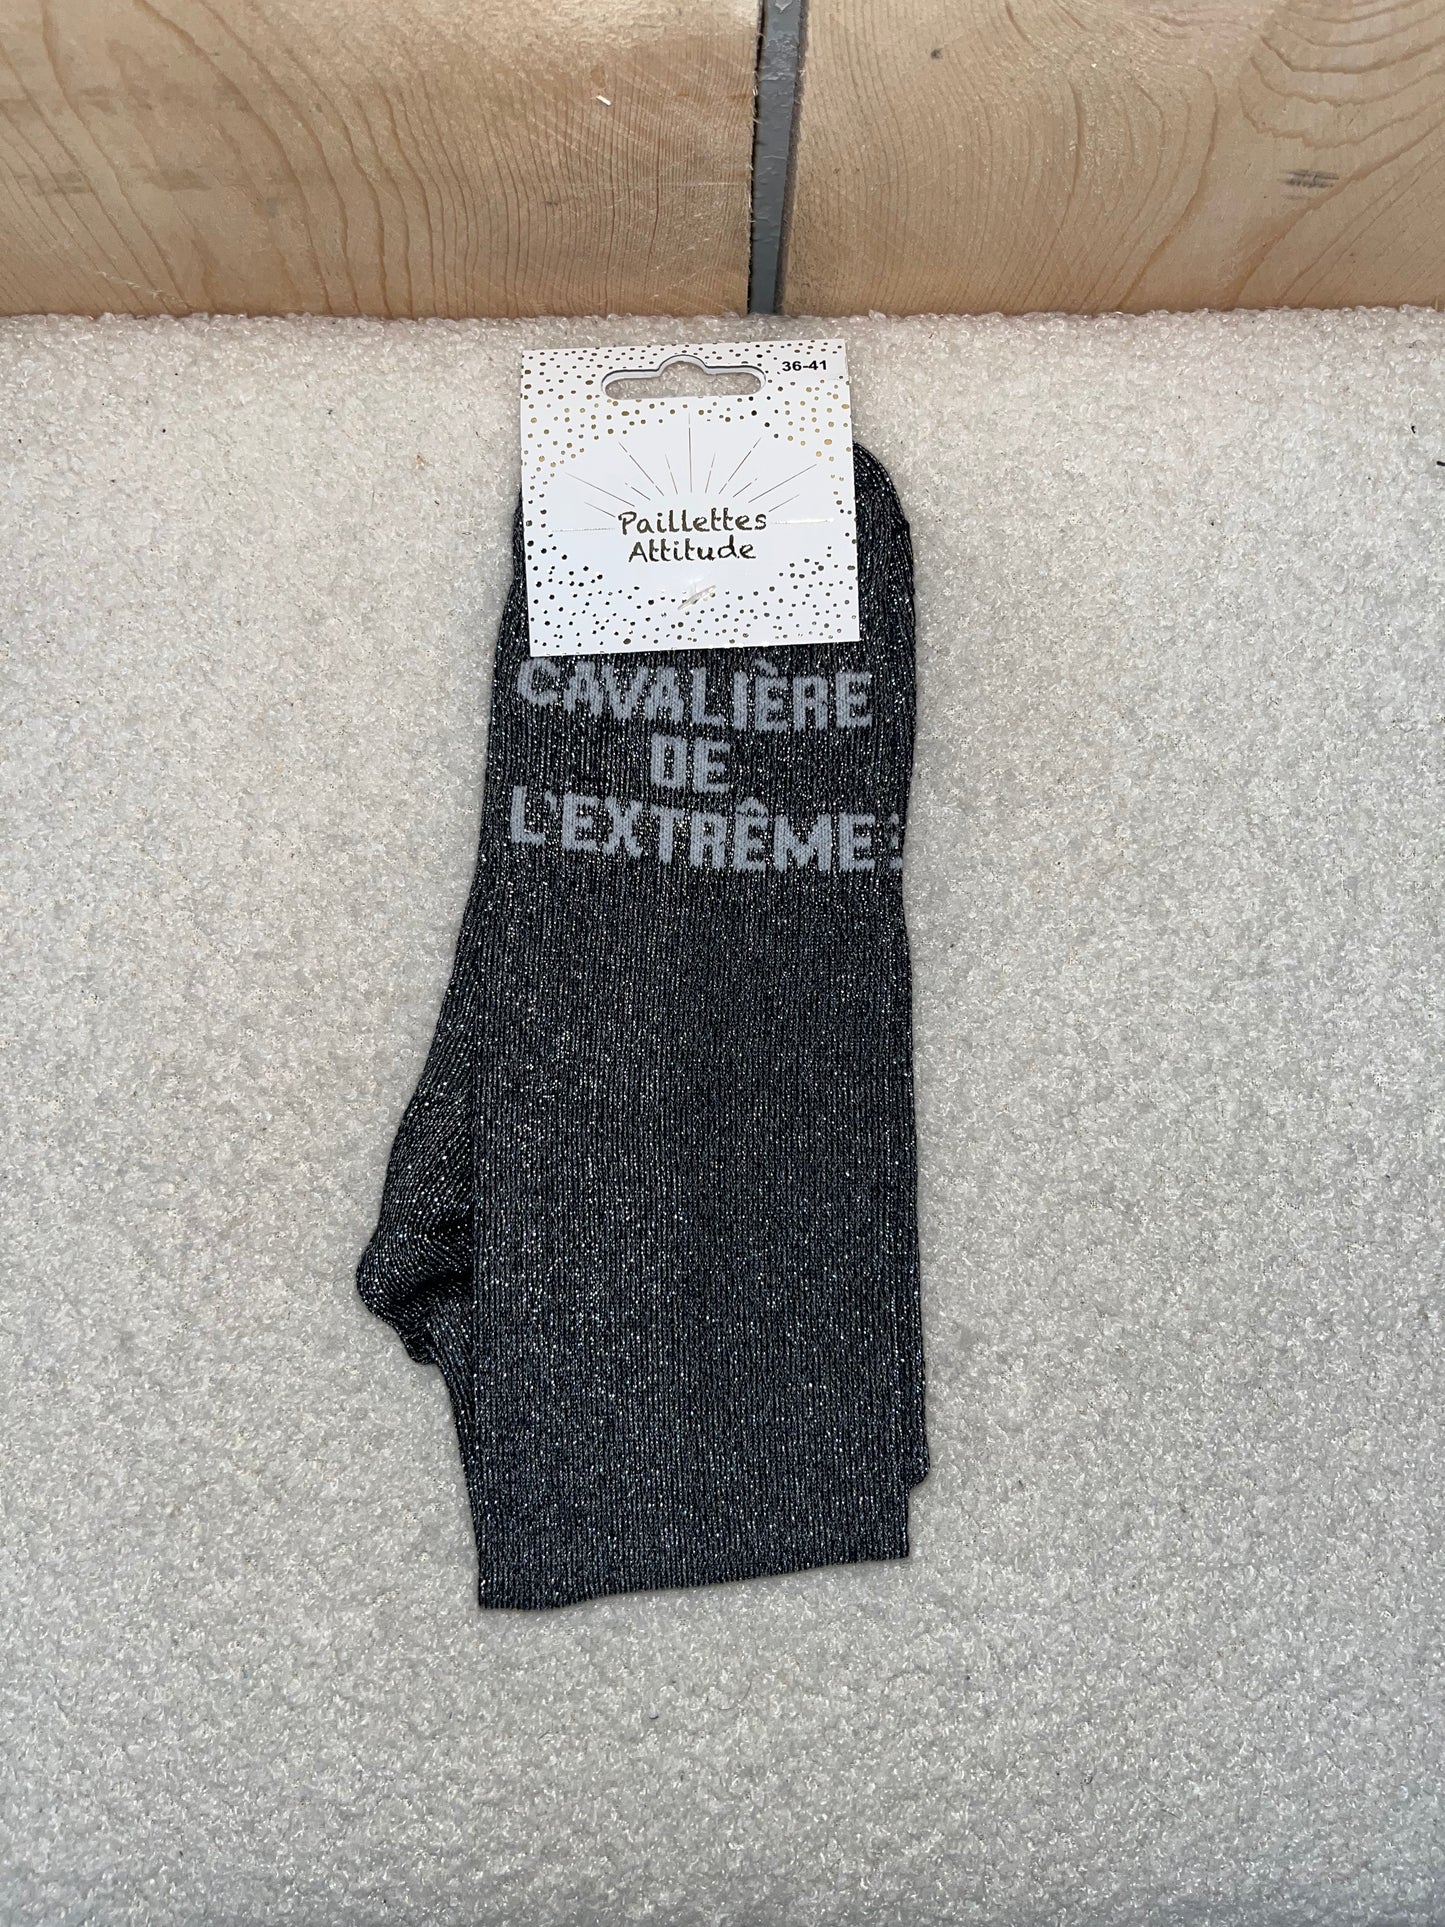 36-41
Paillettes
Attitude
CAVALIÈRE
DE
L'EXTRÊME